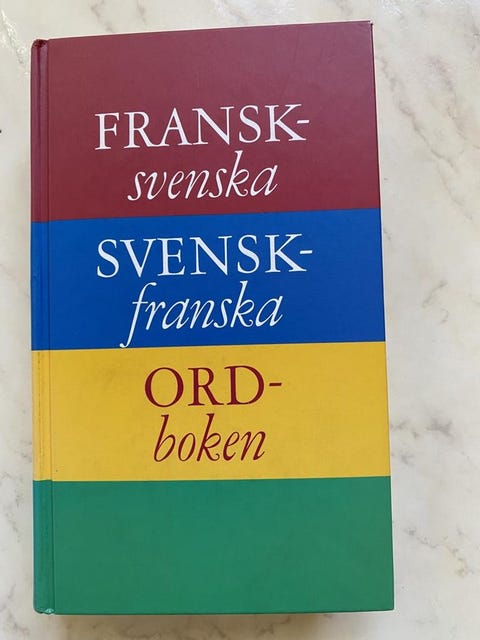 FRANSK-
svenska
SVENSK-
franska
ORD-
boken